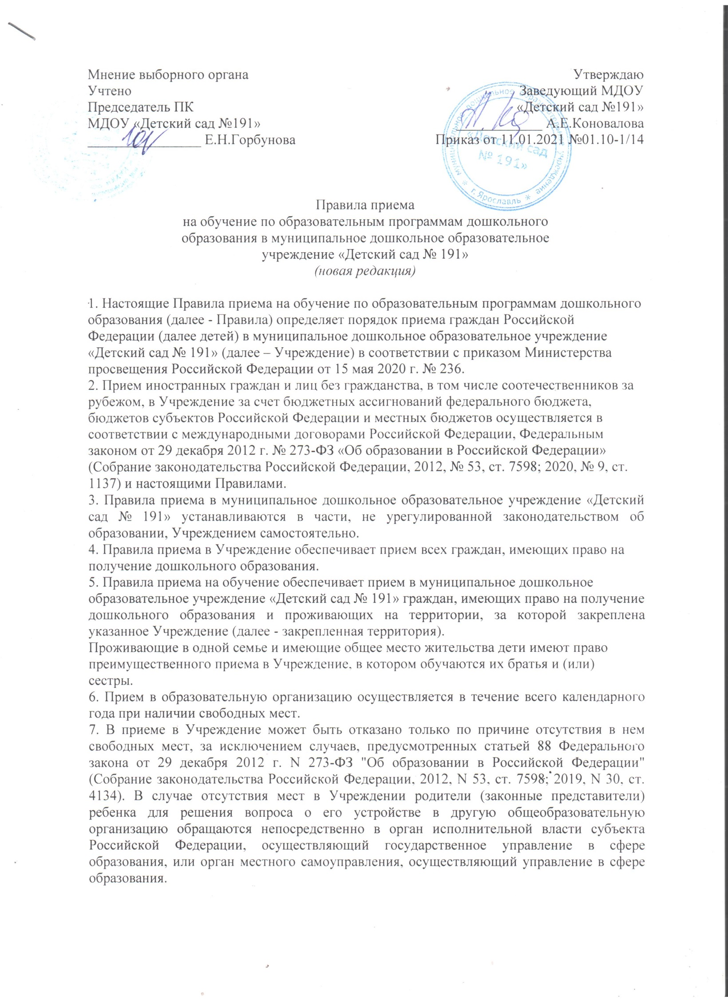 Мнение выборного органа
Учтено
Председатель ПК
МДОУ «Детский сад №191»
________________ Е.Н.Горбунова
Утверждаю
Заведующий МДОУ
«Детский сад №191»
____________ А.Е.Коновалова
Приказ от 11.01.2021 №01.10-1/14
муниципальное дошкольное образовательное учреждение * г. Ярославль *
«Детский сад
№ 191»
Правила приема
на обучение по образовательным программам дошкольного
образования в муниципальное дошкольное образовательное
учреждение «Детский сад № 191»
(новая редакция)
1. Настоящие Правила приема на обучение по образовательным программам дошкольного
образования (далее - Правила) определяет порядок приема граждан Российской
Федерации (далее детей) в муниципальное дошкольное образовательное учреждение
«Детский сад № 191» (далее – Учреждение) в соответствии с приказом Министерства
просвещения Российской Федерации от 15 мая 2020 г. № 236.
2. Прием иностранных граждан и лиц без гражданства, в том числе соотечественников за
рубежом, в Учреждение за счет бюджетных ассигнований федерального бюджета,
бюджетов субъектов Российской Федерации и местных бюджетов осуществляется в
соответствии с международными договорами Российской Федерации, Федеральным
законом от 29 декабря 2012 г. № 273-ФЗ «Об образовании в Российской Федерации»
(Собрание законодательства Российской Федерации, 2012, № 53, ст. 7598; 2020, № 9, ст.
1137) и настоящими Правилами.
3. Правила приема в муниципальное дошкольное образовательное учреждение «Детский
сад № 191» устанавливаются в части, не урегулированной законодательством об
образовании, Учреждением самостоятельно.
4. Правила приема в Учреждение обеспечивает прием всех граждан, имеющих право на
получение дошкольного образования.
5. Правила приема на обучение обеспечивает прием в муниципальное дошкольное
образовательное учреждение «Детский сад № 191» граждан, имеющих право на получение
дошкольного образования и проживающих на территории, за которой закреплена
указанное Учреждение (далее - закрепленная территория).
Проживающие в одной семье и имеющие общее место жительства дети имеют право
преимущественного приема в Учреждение, в котором обучаются их братья и (или)
сестры.
6. Прием в образовательную организацию осуществляется в течение всего календарного
года при наличии свободных мест.
7. В приеме в Учреждение может быть отказано только по причине отсутствия в нем
свободных мест, за исключением случаев, предусмотренных статьей 88 Федерального
закона от 29 декабря 2012 г. N 273-ФЗ "Об образовании в Российской Федерации"
(Собрание законодательства Российской Федерации, 2012, N 53, ст. 7598; 2019, N 30, ст.
4134). В случае отсутствия мест в Учреждении родители (законные представители)
ребенка для решения вопроса о его устройстве в другую общеобразовательную
организацию обращаются непосредственно в орган исполнительной власти субъекта
Российской Федерации, осуществляющий государственное управление в сфере
образования, или орган местного самоуправления, осуществляющий управление в сфере
образования.